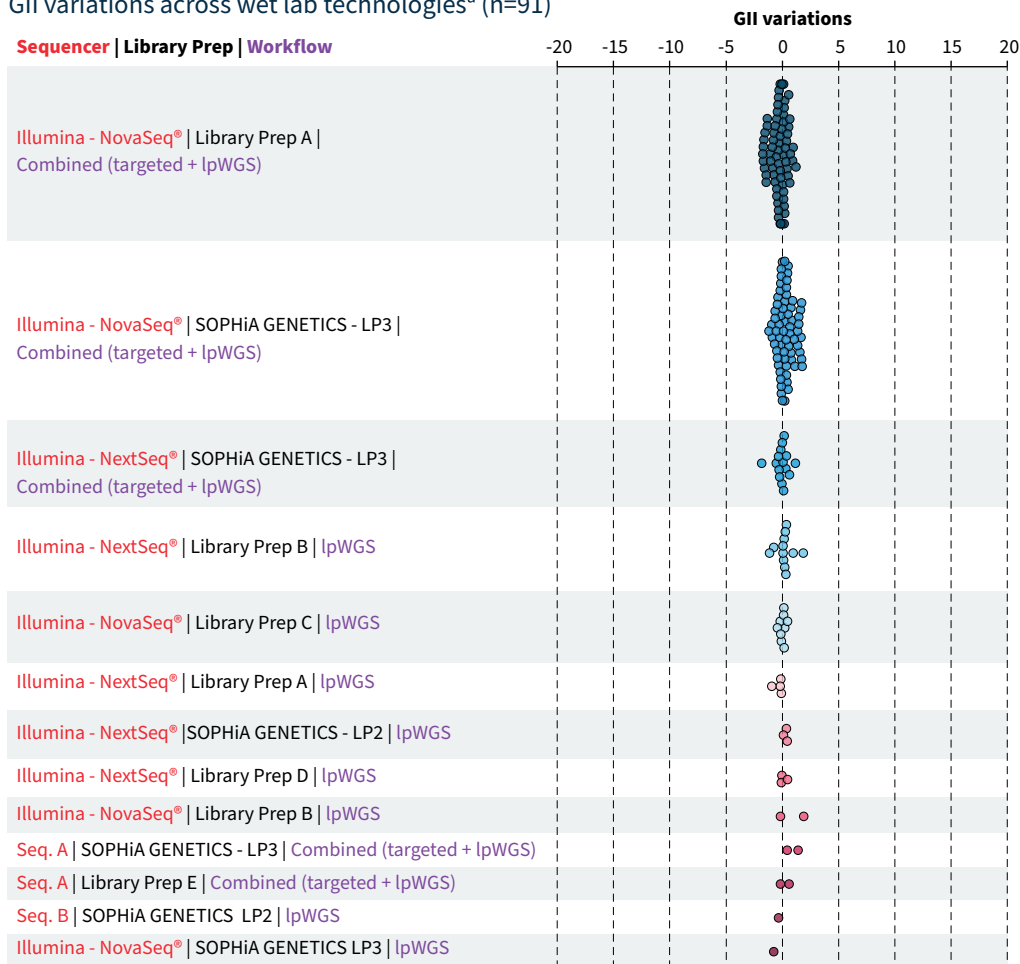 GII variations across wet lab technologiesᵃ (n=91)
GII variations
Sequencer | Library Prep | Workflow
-20 -15 -10 -5 0 5 10 15 20
Illumina - NovaSeq® | Library Prep A |
Combined (targeted + lpWGS)
Illumina - NovaSeq® | SOPHiA GENETICS - LP3 |
Combined (targeted + lpWGS)
Illumina - NextSeq® | SOPHiA GENETICS - LP3 |
Combined (targeted + lpWGS)
Illumina - NextSeq® | Library Prep B | lpWGS
Illumina - NovaSeq® | Library Prep C | lpWGS
Illumina - NextSeq® | Library Prep A | lpWGS
Illumina - NextSeq® |SOPHiA GENETICS - LP2 | lpWGS
Illumina - NextSeq® | Library Prep D | lpWGS
Illumina - NovaSeq® | Library Prep B | lpWGS
Seq. A | SOPHiA GENETICS - LP3 | Combined (targeted + lpWGS)
Seq. A | Library Prep E | Combined (targeted + lpWGS)
Seq. B | SOPHiA GENETICS  LP2 | lpWGS
Illumina - NovaSeq® | SOPHiA GENETICS LP3 | lpWGS